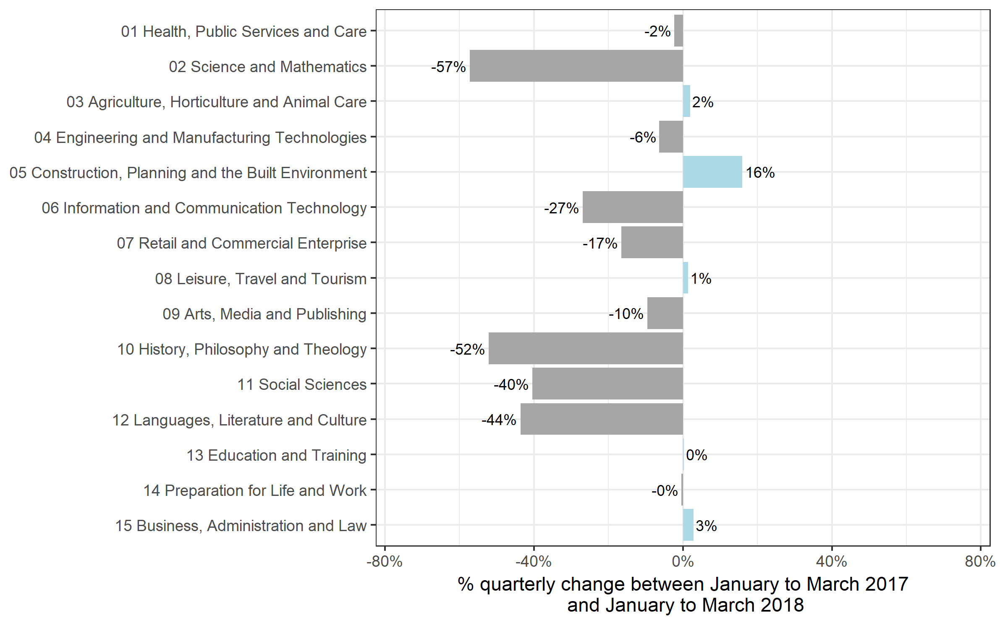 01 Health, Public Services and Care
-2%
02 Science and Mathematics
-57%
03 Agriculture, Horticulture and Animal Care
2%
04 Engineering and Manufacturing Technologies
-6%
05 Construction, Planning and the Built Environment
16%
06 Information and Communication Technology
-27%
07 Retail and Commercial Enterprise
-17%
08 Leisure, Travel and Tourism
1%
09 Arts, Media and Publishing
-10%
10 History, Philosophy and Theology
-52%
11 Social Sciences
-40%
12 Languages, Literature and Culture
-44%
13 Education and Training
0%
14 Preparation for Life and Work
-0%
15 Business, Administration and Law
3%
-80% -40% 0% 40% 80%
% quarterly change between January to March 2017
and January to March 2018